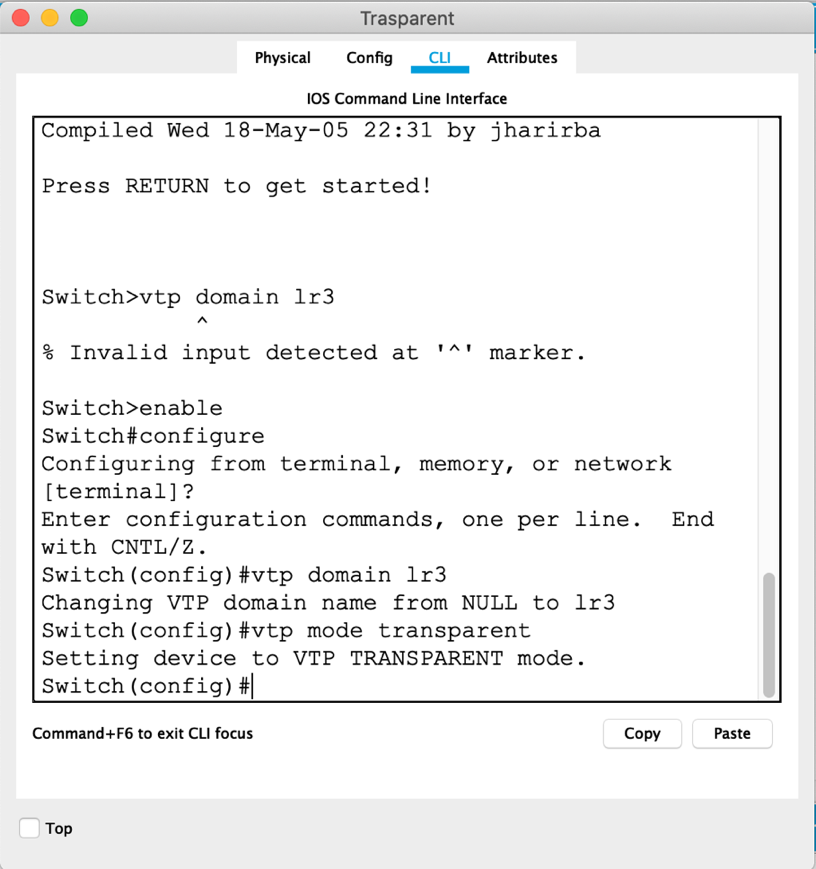 Trasparent
Physical Config CLI Attributes
IOS Command Line Interface
Compiled Wed 18-May-05 22:31 by jharirba
Press RETURN to get started!
Switch>vtp domain lr3
^
% Invalid input detected at '^' marker.
Switch>enable
Switch#configure
Configuring from terminal, memory, or network
[terminal]?
Enter configuration commands, one per line.  End
with CNTL/Z.
Switch(config)#vtp domain lr3
Changing VTP domain name from NULL to lr3
Switch(config)#vtp mode transparent
Setting device to VTP TRANSPARENT mode.
Switch(config)#
Command+F6 to exit CLI focus
Copy Paste
Top